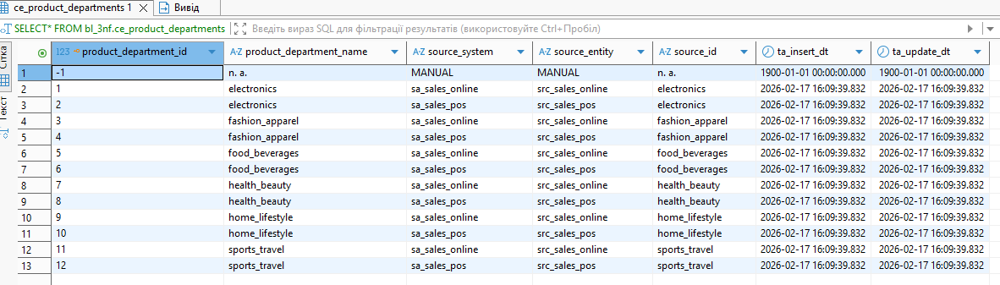 ce_product_departments 1 Вивід
SELECT* FROM bl_3nf.ce_product_departments Введіть вираз SQL для фільтрації результатів (використовуйте Ctrl+Пробіл)
Сітка
Текст
123 product_department_id A-Z product_department_name A-Z source_system A-Z source_entity A-Z source_id ta_insert_dt ta_update_dt
1 -1 n. a. MANUAL MANUAL n. a. 1900-01-01 00:00:00.000 1900-01-01 00:00:00.000
2 1 electronics sa_sales_online src_sales_online electronics 2026-02-17 16:09:39.832 2026-02-17 16:09:39.832
3 2 electronics sa_sales_pos src_sales_pos electronics 2026-02-17 16:09:39.832 2026-02-17 16:09:39.832
4 3 fashion_apparel sa_sales_online src_sales_online fashion_apparel 2026-02-17 16:09:39.832 2026-02-17 16:09:39.832
5 4 fashion_apparel sa_sales_pos src_sales_pos fashion_apparel 2026-02-17 16:09:39.832 2026-02-17 16:09:39.832
6 5 food_beverages sa_sales_online src_sales_online food_beverages 2026-02-17 16:09:39.832 2026-02-17 16:09:39.832
7 6 food_beverages sa_sales_pos src_sales_pos food_beverages 2026-02-17 16:09:39.832 2026-02-17 16:09:39.832
8 7 health_beauty sa_sales_online src_sales_online health_beauty 2026-02-17 16:09:39.832 2026-02-17 16:09:39.832
9 8 health_beauty sa_sales_pos src_sales_pos health_beauty 2026-02-17 16:09:39.832 2026-02-17 16:09:39.832
10 9 home_lifestyle sa_sales_online src_sales_online home_lifestyle 2026-02-17 16:09:39.832 2026-02-17 16:09:39.832
11 10 home_lifestyle sa_sales_pos src_sales_pos home_lifestyle 2026-02-17 16:09:39.832 2026-02-17 16:09:39.832
12 11 sports_travel sa_sales_online src_sales_online sports_travel 2026-02-17 16:09:39.832 2026-02-17 16:09:39.832
13 12 sports_travel sa_sales_pos src_sales_pos sports_travel 2026-02-17 16:09:39.832 2026-02-17 16:09:39.832